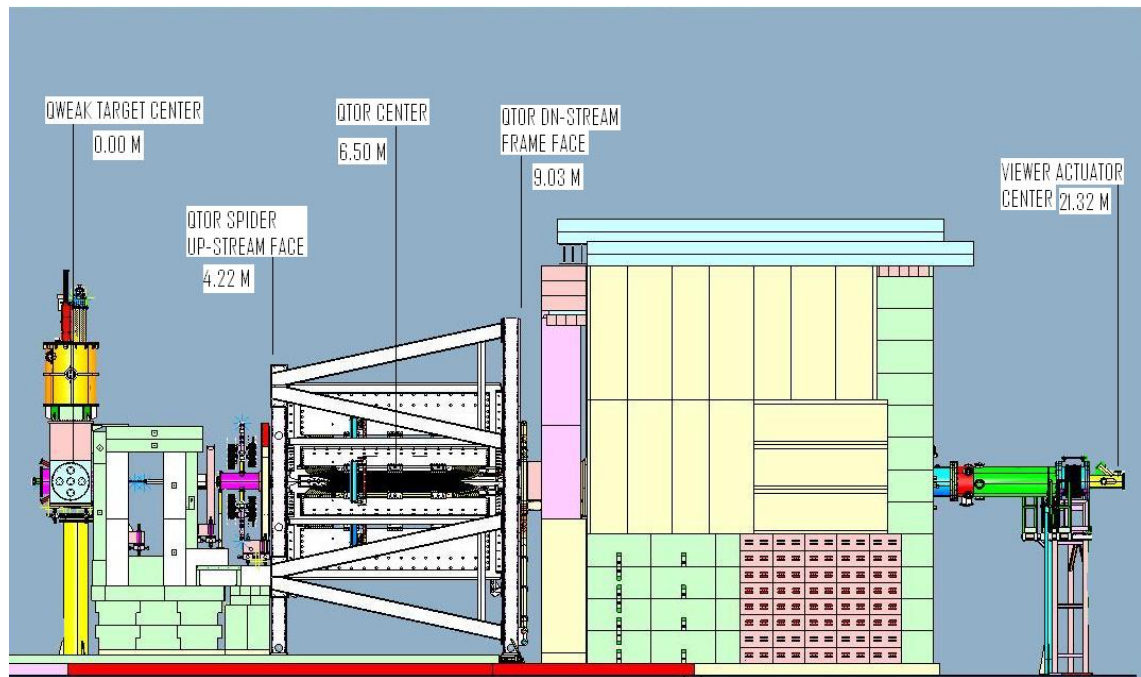 QWEAK TARGET CENTER
0.00 M
QTOR CENTER
6.50 M
QTOR DN-STREAM
FRAME FACE
9.03 M
VIEWER ACTUATOR
CENTER 21.32 M
QTOR SPIDER
UP-STREAM FACE
4.22 M